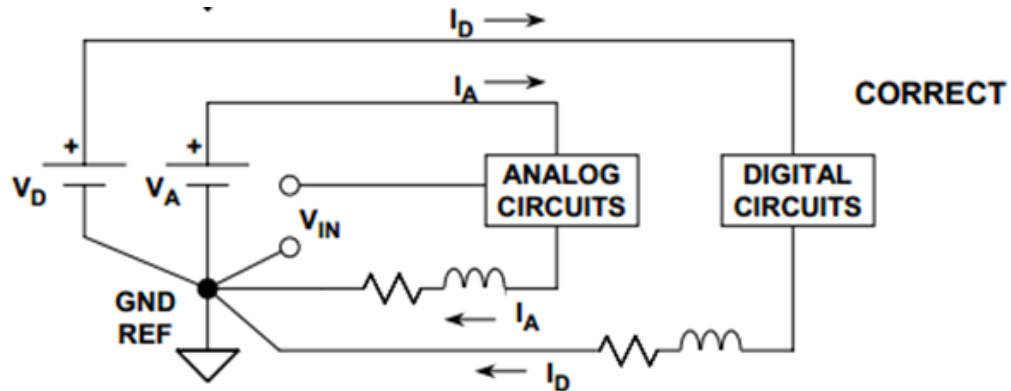 I_D
I_A
CORRECT
+
+
V_D
V_A
V_IN
ANALOG
CIRCUITS
DIGITAL
CIRCUITS
GND
REF
I_A
I_D